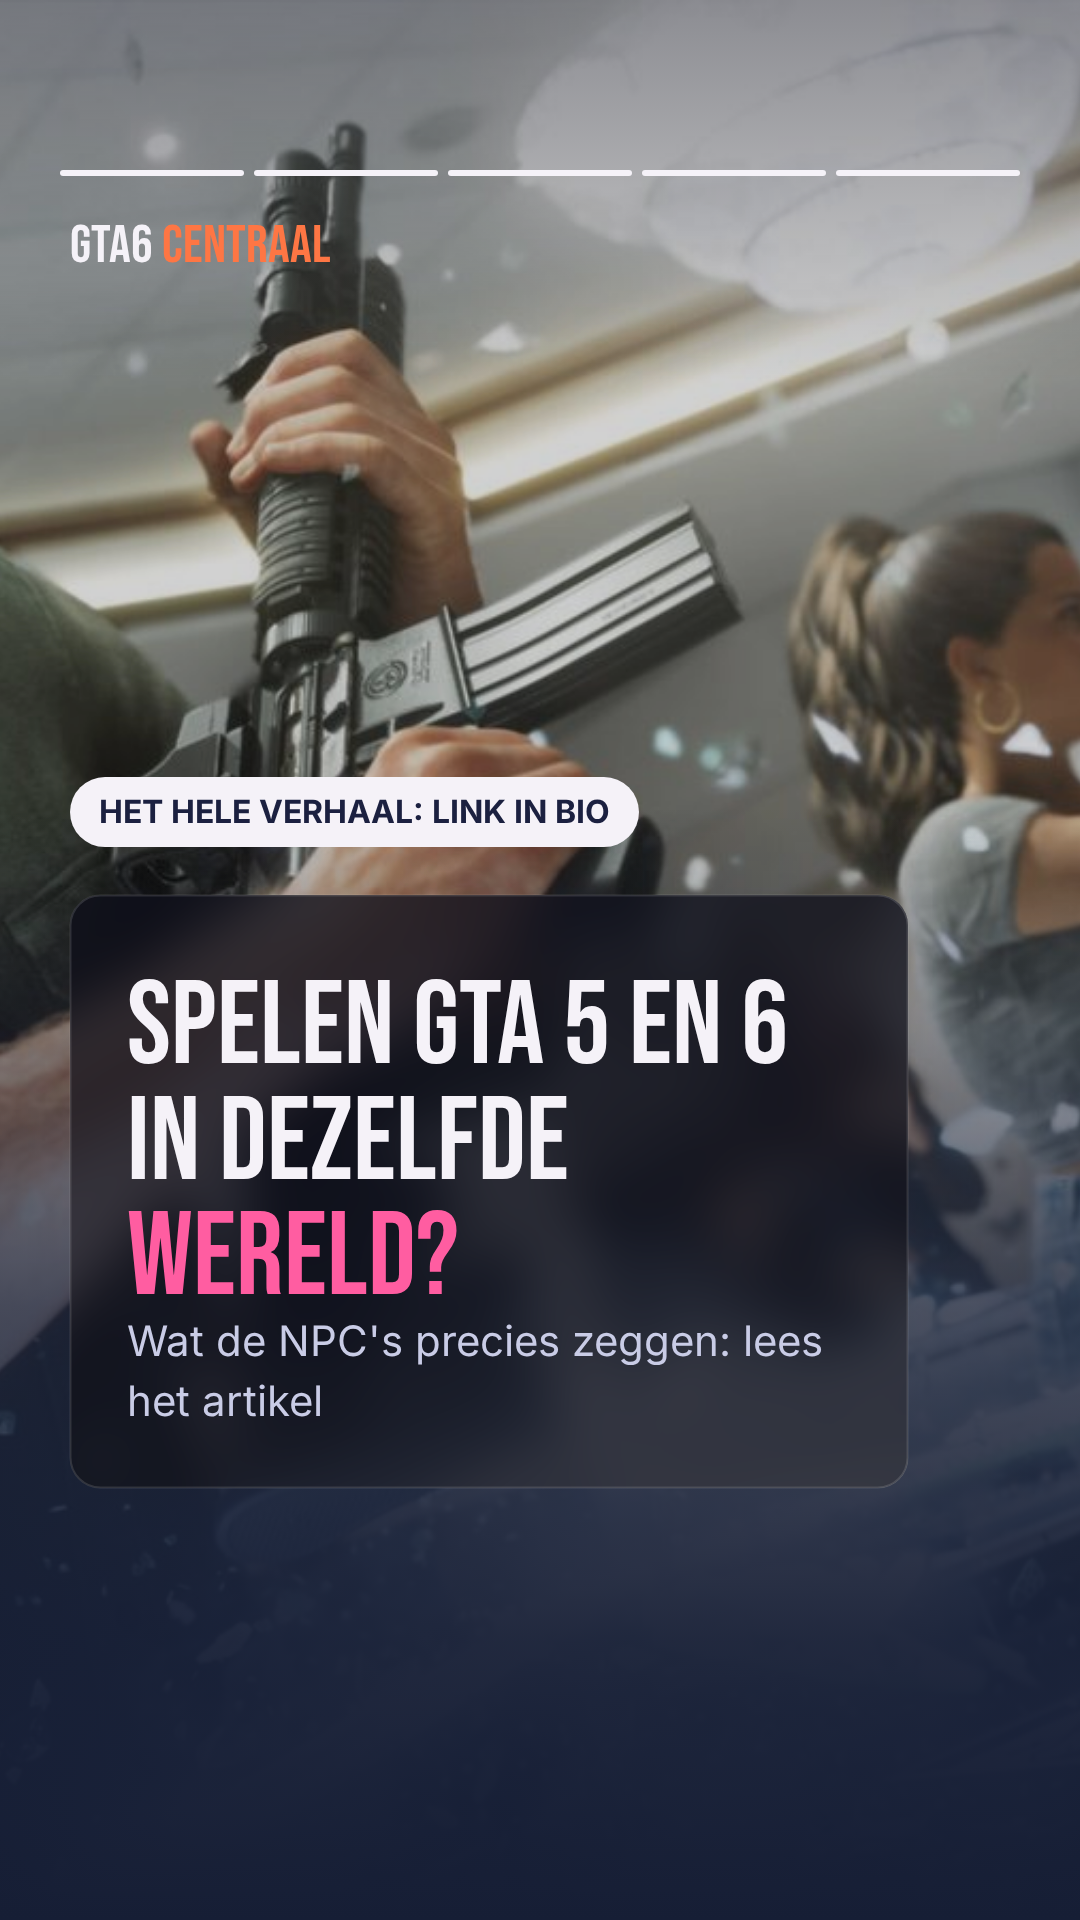 GTA6 CENTRAAL
HET HELE VERHAAL: LINK IN BIO
SPELEN GTA 5 EN 6
IN DEZELFDE
WERELD?
Wat de NPC's precies zeggen: lees
het artikel